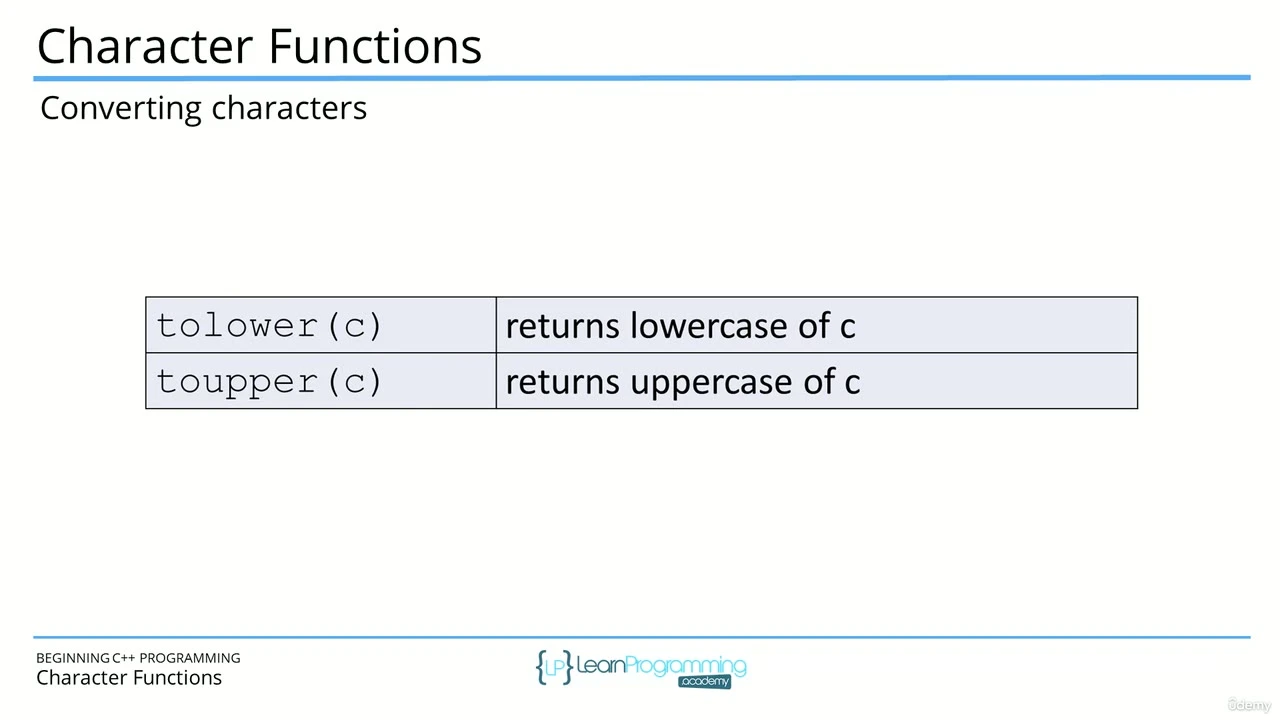 Character Functions
Converting characters
tolower(c) returns lowercase of c
toupper(c) returns uppercase of c
BEGINNING C++ PROGRAMMING
Character Functions
{LP} LearnProgramming
.academy
ûdemy